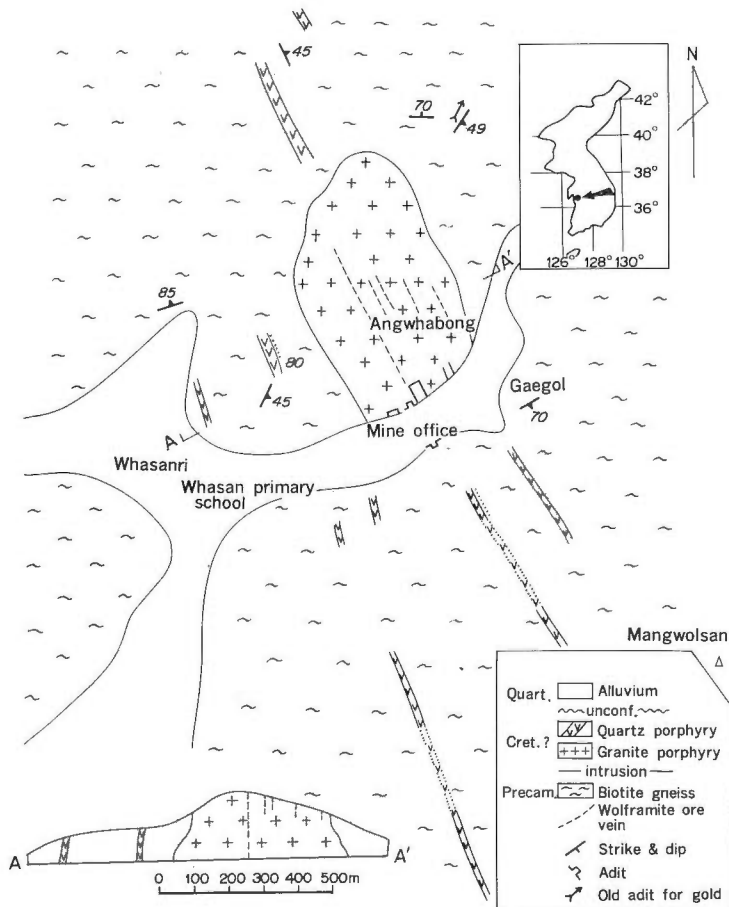 45
70
49
N
42°
40°
38°
36°
126° 128° 130°
A'
85
Angwhabong
80
45
Gaegol
70
A
Mine office
Whasanri
Whasan primary
school
Mangwolsan
Quart. Alluvium
unconf.
Cret.? Quartz porphyry
Granite porphyry
intrusion
Precam. Biotite gneiss
Wolframite ore
vein
Strike & dip
Adit
Old adit for gold
A A'
0 100 200 300 400 500m